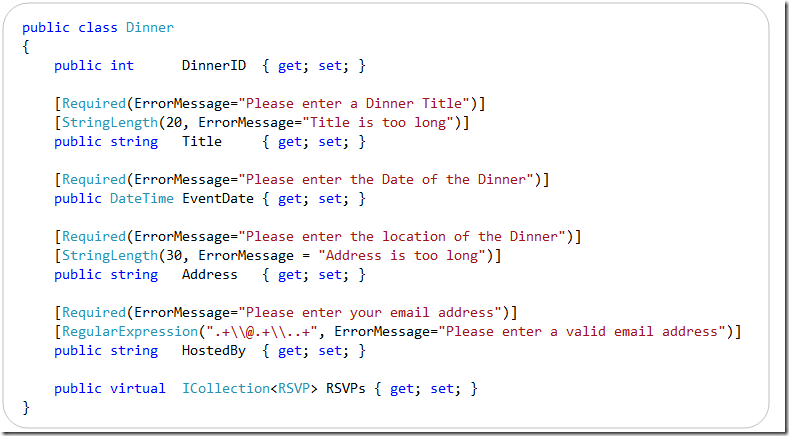 public class Dinner
{
    public int      DinnerID  { get; set; }
    [Required(ErrorMessage="Please enter a Dinner Title")]
    [StringLength(20, ErrorMessage="Title is too long")]
    public string   Title     { get; set; }
    [Required(ErrorMessage="Please enter the Date of the Dinner")]
    public DateTime EventDate { get; set; }
    [Required(ErrorMessage="Please enter the location of the Dinner")]
    [StringLength(30, ErrorMessage = "Address is too long")]
    public string   Address   { get; set; }
    [Required(ErrorMessage="Please enter your email address")]
    [RegularExpression(".+\\@.+\\..+", ErrorMessage="Please enter a valid email address")]
    public string   HostedBy  { get; set; }
    public virtual  ICollection<RSVP> RSVPs { get; set; }
}